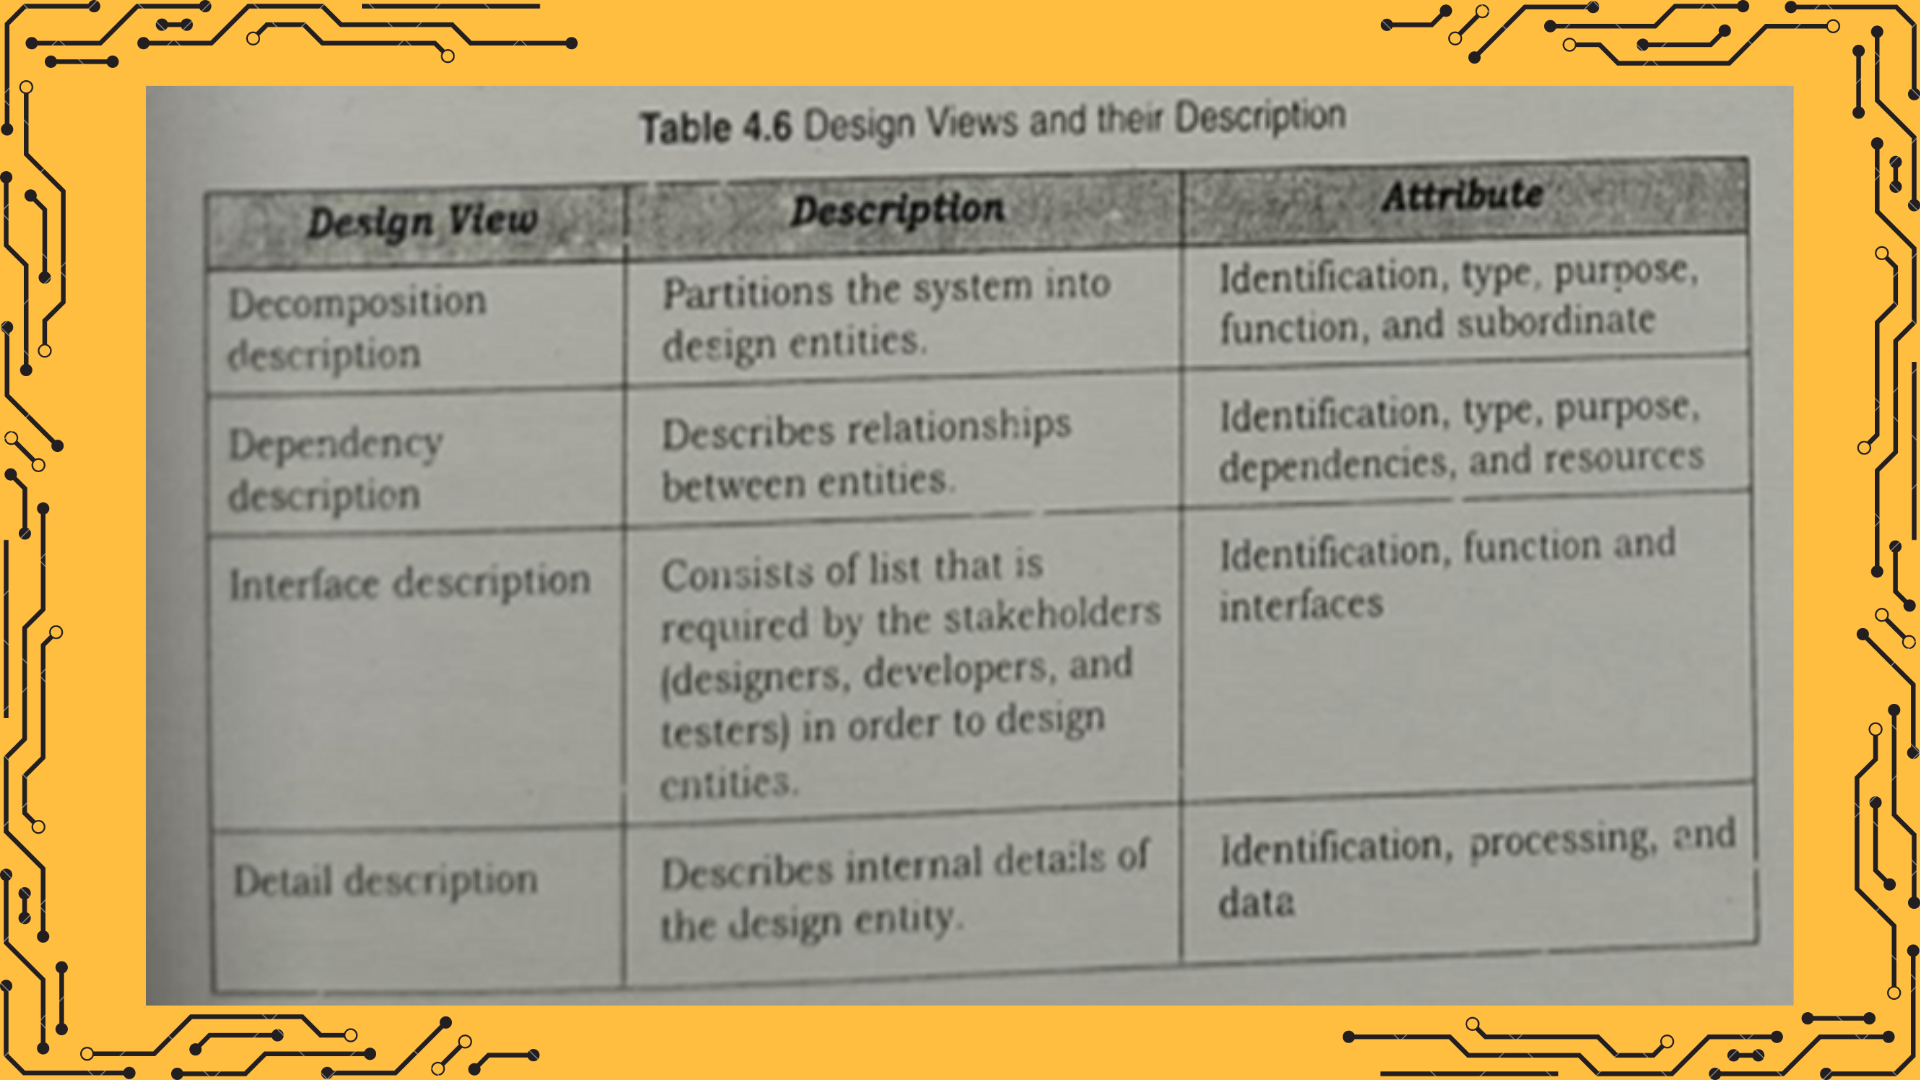 Table 4.6 Design Views and their Description
Design View
Description
Attribute
Decomposition
description
Partitions the system into
design entities.
Identification, type, purpose,
function, and subordinate
Dependency
description
Describes relationships
between entities.
Identification, type, purpose,
dependencies, and resources
Interface description
Consists of list that is
required by the stakeholders
(designers, developers, and
testers) in order to design
entities.
Identification, function and
interfaces
Detail description
Describes internal details of
the design entity.
Identification, processing, and
data